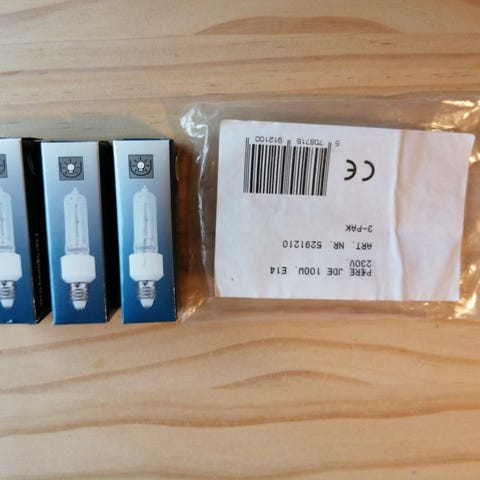 PÆRE JDE 100W. E14
230V.
ART. NR. 5291210
3-PAK
CE
5 708715 912100